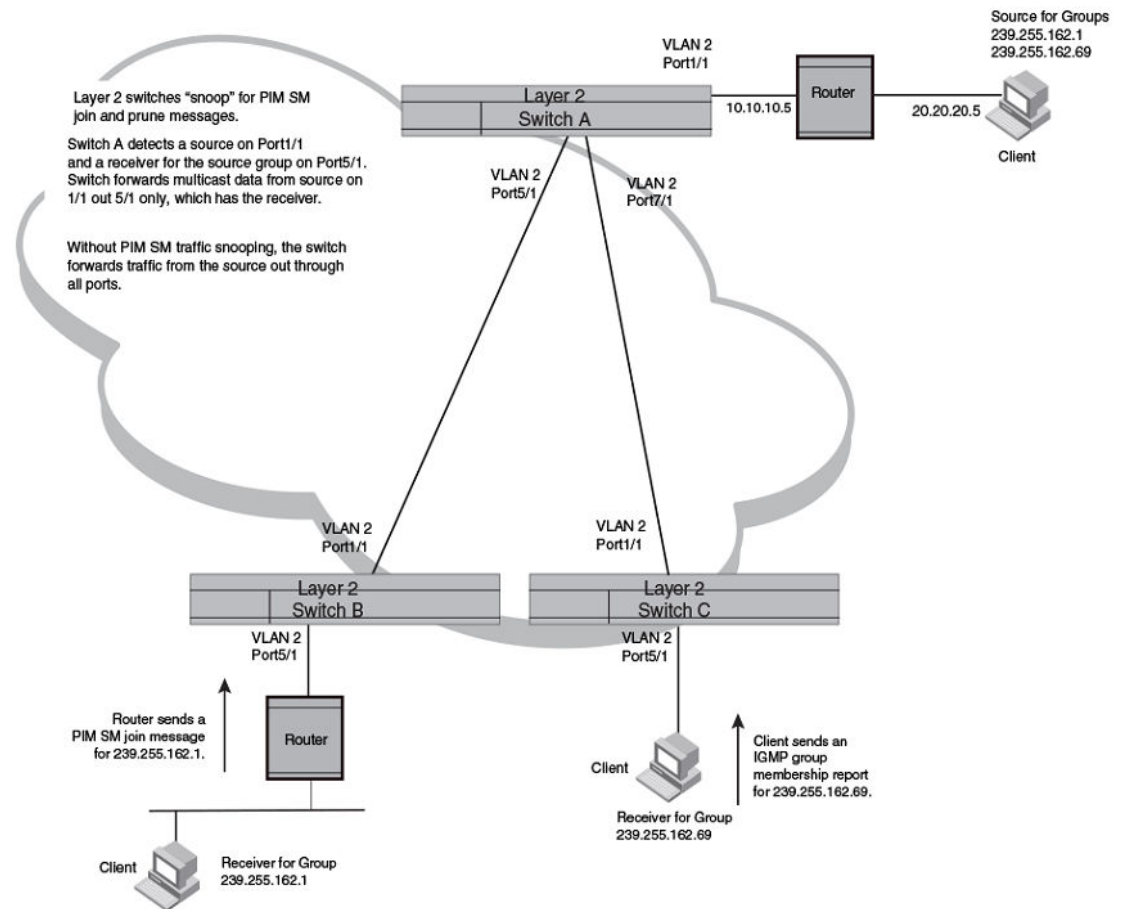 Source for Groups
239.255.162.1
239.255.162.69
VLAN 2
Port1/1
Layer 2
Switch A
10.10.10.5
Router
20.20.20.5
Client
Layer 2 switches “snoop” for PIM SM
join and prune messages.
Switch A detects a source on Port1/1
and a receiver for the source group on Port5/1.
Switch forwards multicast data from source on
1/1 out 5/1 only, which has the receiver.
Without PIM SM traffic snooping, the switch
forwards traffic from the source out through
all ports.
VLAN 2
Port5/1
VLAN 2
Port7/1
VLAN 2
Port1/1
VLAN 2
Port1/1
Layer 2
Switch B
Layer 2
Switch C
VLAN 2
Port5/1
VLAN 2
Port5/1
Router sends a
PIM SM join message
for 239.255.162.1.
Router
Client
Client sends an
IGMP group
membership report
for 239.255.162.69.
Receiver for Group
239.255.162.69
Client
Receiver for Group
239.255.162.1